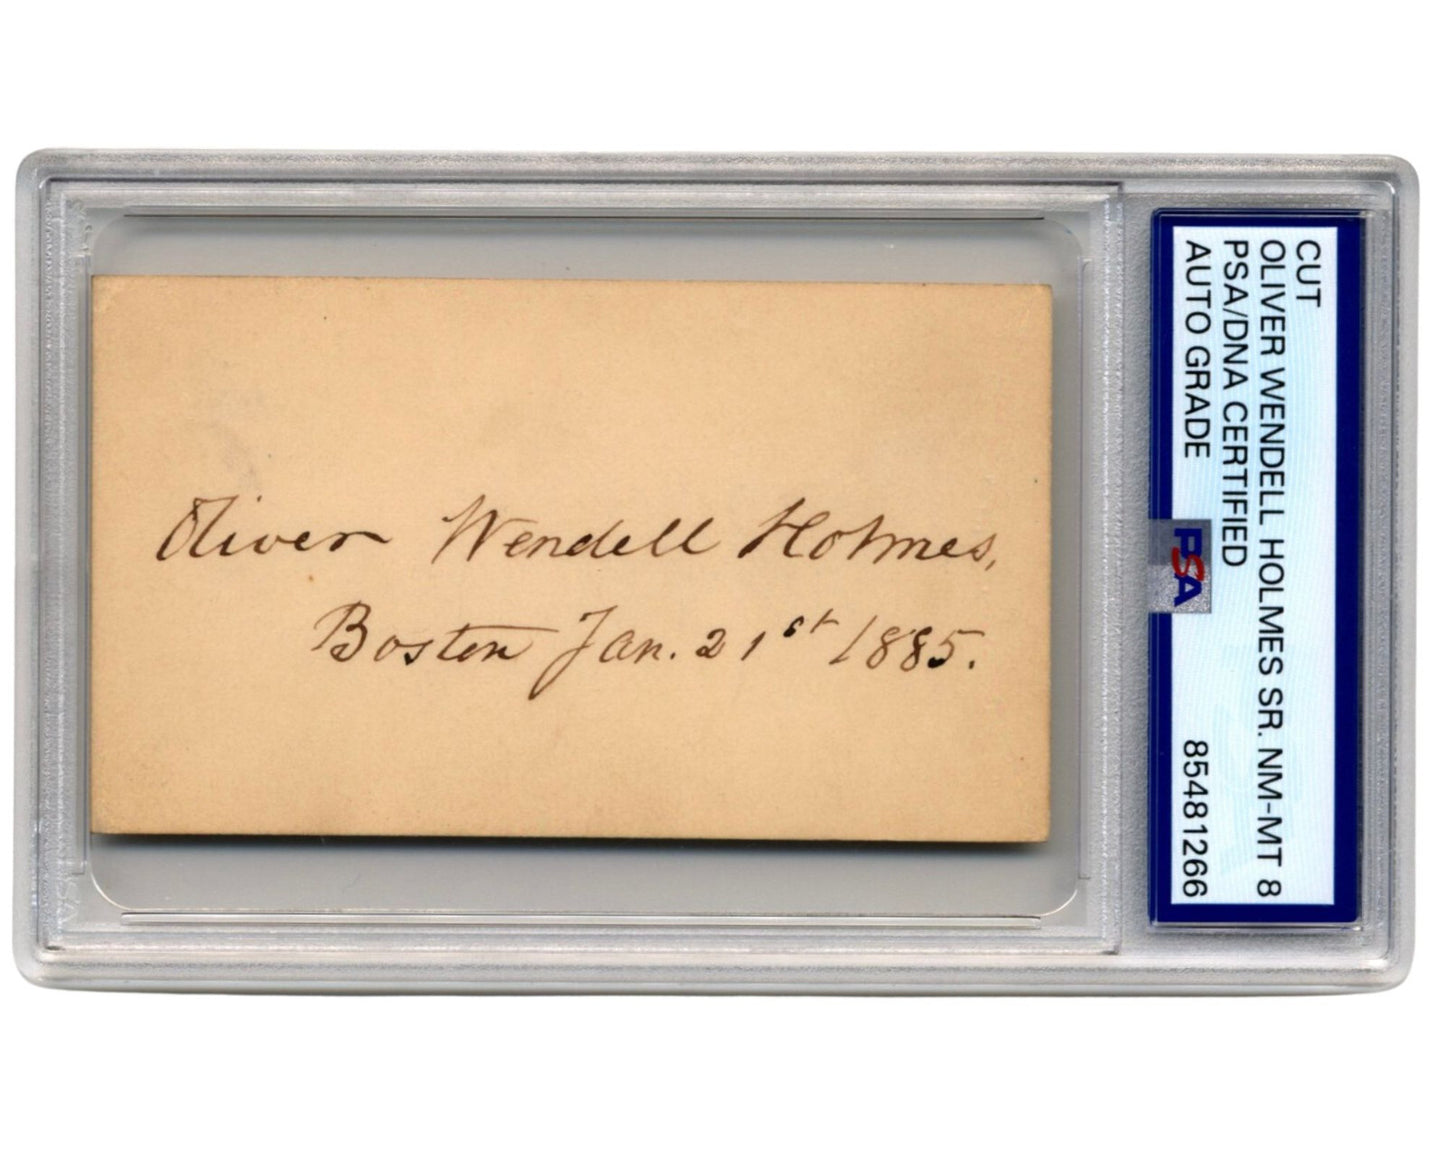 Oliver Wendell Holmes,
Boston Jan. 21st 1885.
CUT
OLIVER WENDELL HOLMES SR. NM-MT 8
PSA/DNA CERTIFIED
AUTO GRADE 85481266
PSA